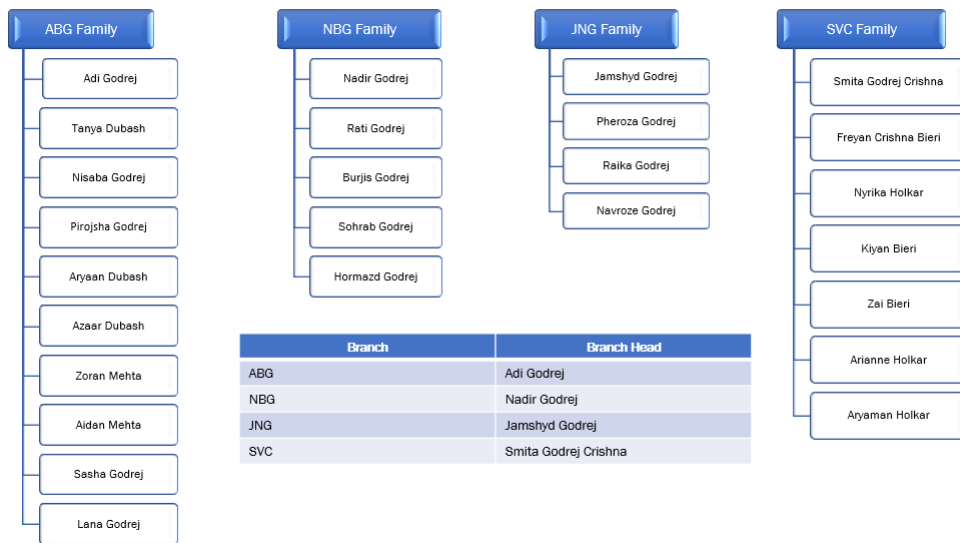 ABG Family
Adi Godrej
Tanya Dubash
Nisaba Godrej
Pirojsha Godrej
Aryaan Dubash
Azaar Dubash
Zoran Mehta
Aidan Mehta
Sasha Godrej
Lana Godrej
NBG Family
Nadir Godrej
Rati Godrej
Burjis Godrej
Sohrab Godrej
Hormazd Godrej
JNG Family
Jamshyd Godrej
Pheroza Godrej
Raika Godrej
Navroze Godrej
SVC Family
Smita Godrej Crishna
Freyan Crishna Bieri
Nyrika Holkar
Kiyan Bieri
Zai Bieri
Arianne Holkar
Aryaman Holkar
Branch Branch Head
ABG Adi Godrej
NBG Nadir Godrej
JNG Jamshyd Godrej
SVC Smita Godrej Crishna